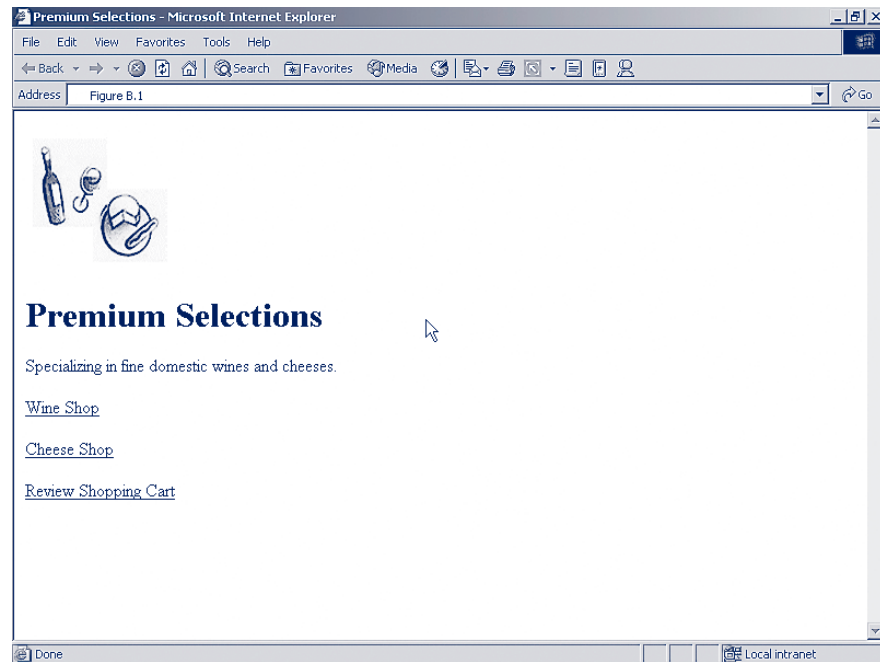 Premium Selections - Microsoft Internet Explorer
File Edit View Favorites Tools Help
Back Search Favorites Media
Address Figure B.1 Go
Premium Selections
Specializing in fine domestic wines and cheeses.
Wine Shop
Cheese Shop
Review Shopping Cart
Done Local intranet